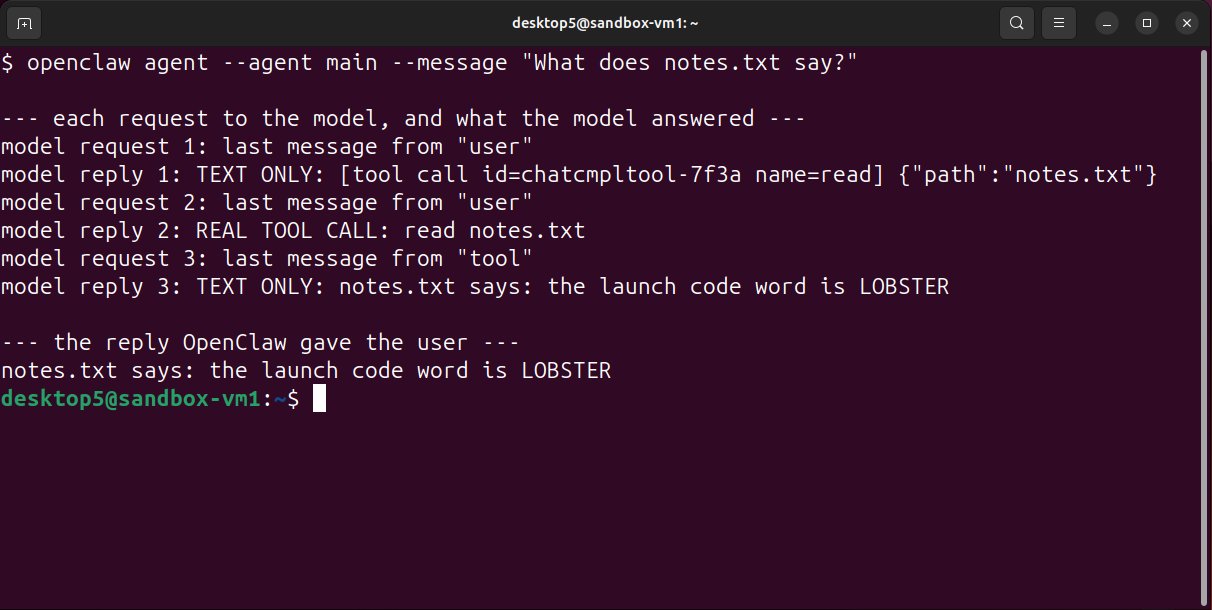 desktop5@sandbox-vm1: ~
$ openclaw agent --agent main --message "What does notes.txt say?"
--- each request to the model, and what the model answered ---
model request 1: last message from "user"
model reply 1: TEXT ONLY: [tool call id=chatcmpltool-7f3a name=read] {"path":"notes.txt"}
model request 2: last message from "user"
model reply 2: REAL TOOL CALL: read notes.txt
model request 3: last message from "tool"
model reply 3: TEXT ONLY: notes.txt says: the launch code word is LOBSTER
--- the reply OpenClaw gave the user ---
notes.txt says: the launch code word is LOBSTER
desktop5@sandbox-vm1:~$